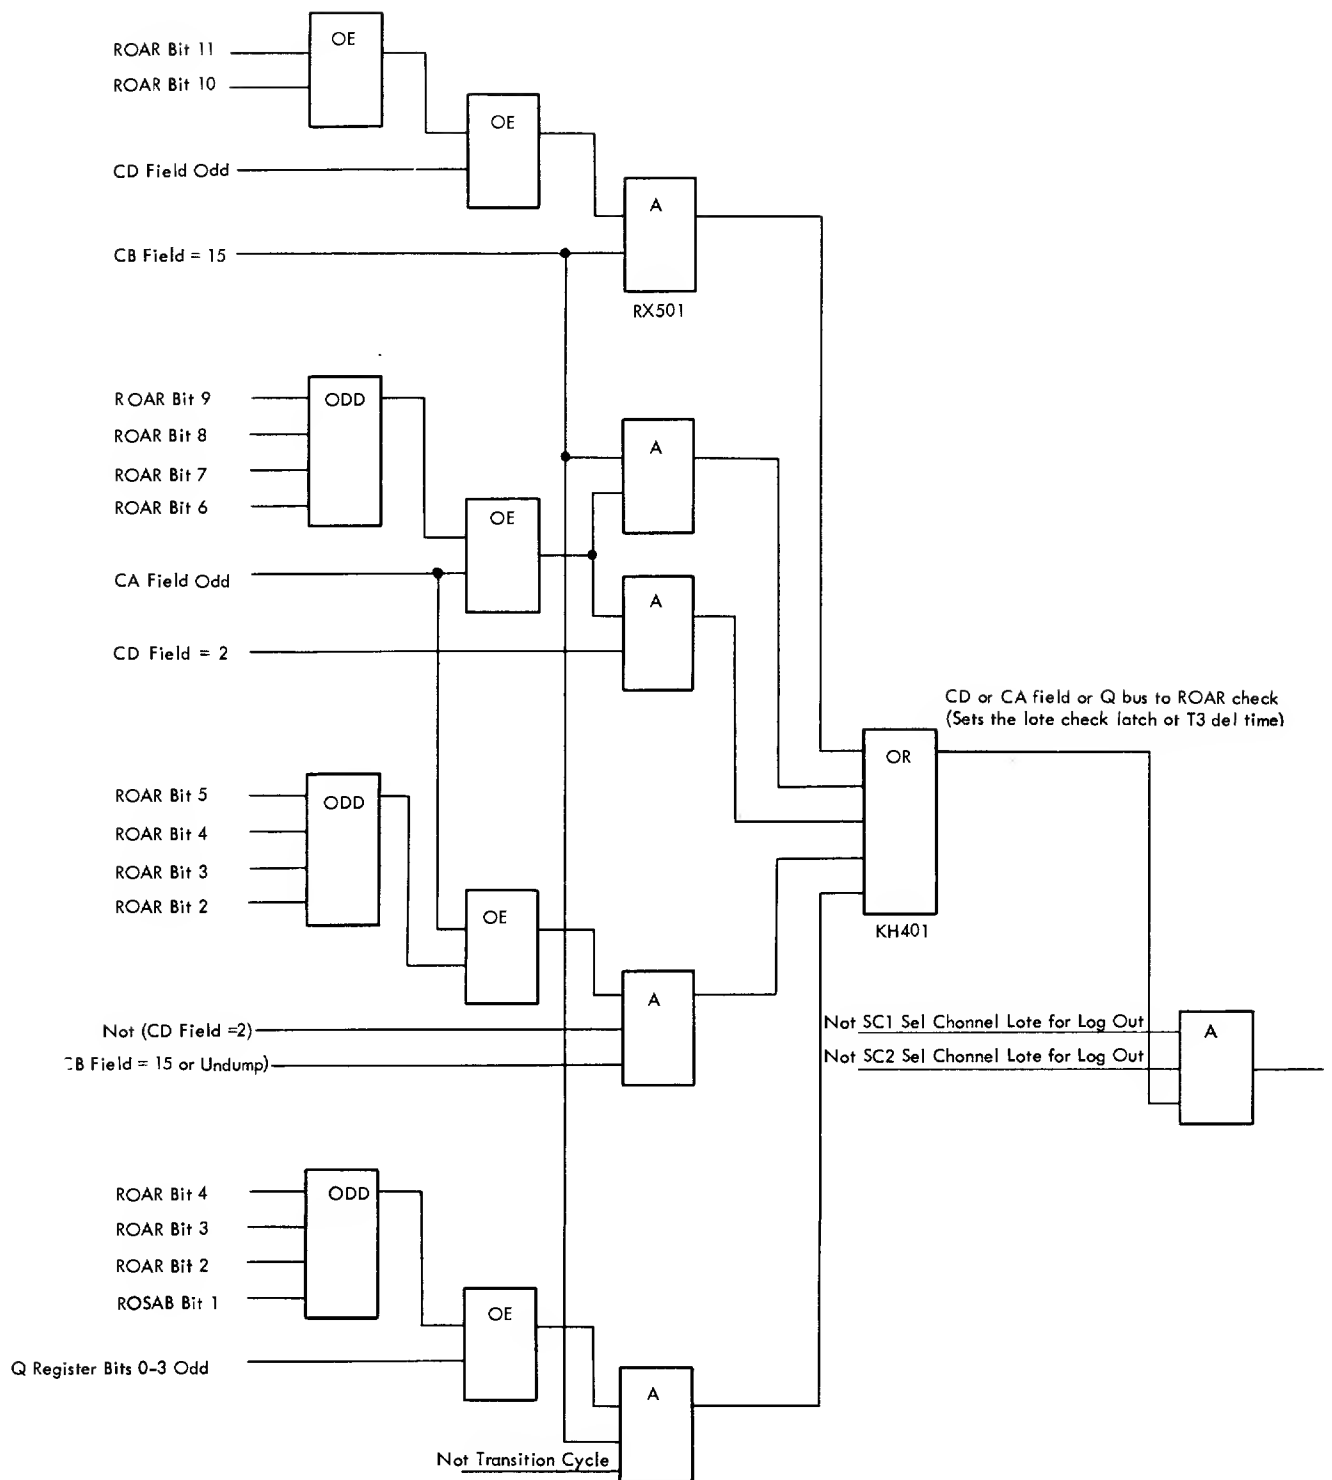 OE
ROAR Bit 11
ROAR Bit 10
OE
CD Field Odd
A
CB Field = 15
RX501
ROAR Bit 9
ODD
ROAR Bit 8
ROAR Bit 7
ROAR Bit 6
A
OE
CA Field Odd
A
CD Field = 2
CD or CA field or Q bus to ROAR check
(Sets the lote check latch ot T3 del time)
OR
KH401
ROAR Bit 5
ODD
ROAR Bit 4
ROAR Bit 3
ROAR Bit 2
OE
A
Not (CD Field =2)
B Field = 15 or Undump)
Not SC1 Sel Channel Lote for Log Out
A
Not SC2 Sel Channel Lote for Log Out
ROAR Bit 4
ODD
ROAR Bit 3
ROAR Bit 2
ROSAB Bit 1
OE
Q Register Bits 0-3 Odd
A
Not Transition Cycle